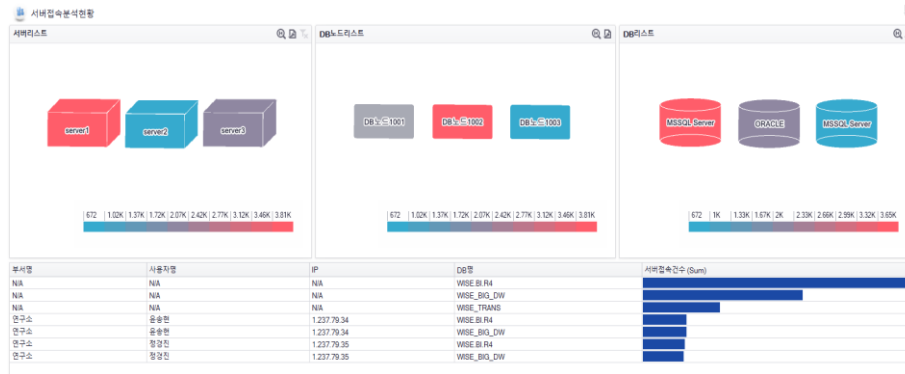 서버접속분석현황
서버리스트
DB노드리스트
DB리스트
server1
server2
server3
DB노드1001
DB노드1002
DB노드1003
MSSQL Server
ORACLE
MSSQL Server
672 1.02K 1.37K 1.72K 2.07K 2.42K 2.77K 3.12K 3.46K 3.81K
672 1.02K 1.37K 1.72K 2.07K 2.42K 2.77K 3.12K 3.46K 3.81K
672 1K 1.33K 1.67K 2K 2.33K 2.66K 2.99K 3.32K 3.65K
부서명 사용자명 IP DB명 서버접속건수 (Sum)
N/A N/A N/A WISE.BI.R4
N/A N/A N/A WISE_BIG_DW
N/A N/A N/A WISE_TRANS
연구소 윤송현 1.237.79.34 WISE.BI.R4
연구소 윤송현 1.237.79.34 WISE_BIG_DW
연구소 정경진 1.237.79.35 WISE.BI.R4
연구소 정경진 1.237.79.35 WISE_BIG_DW